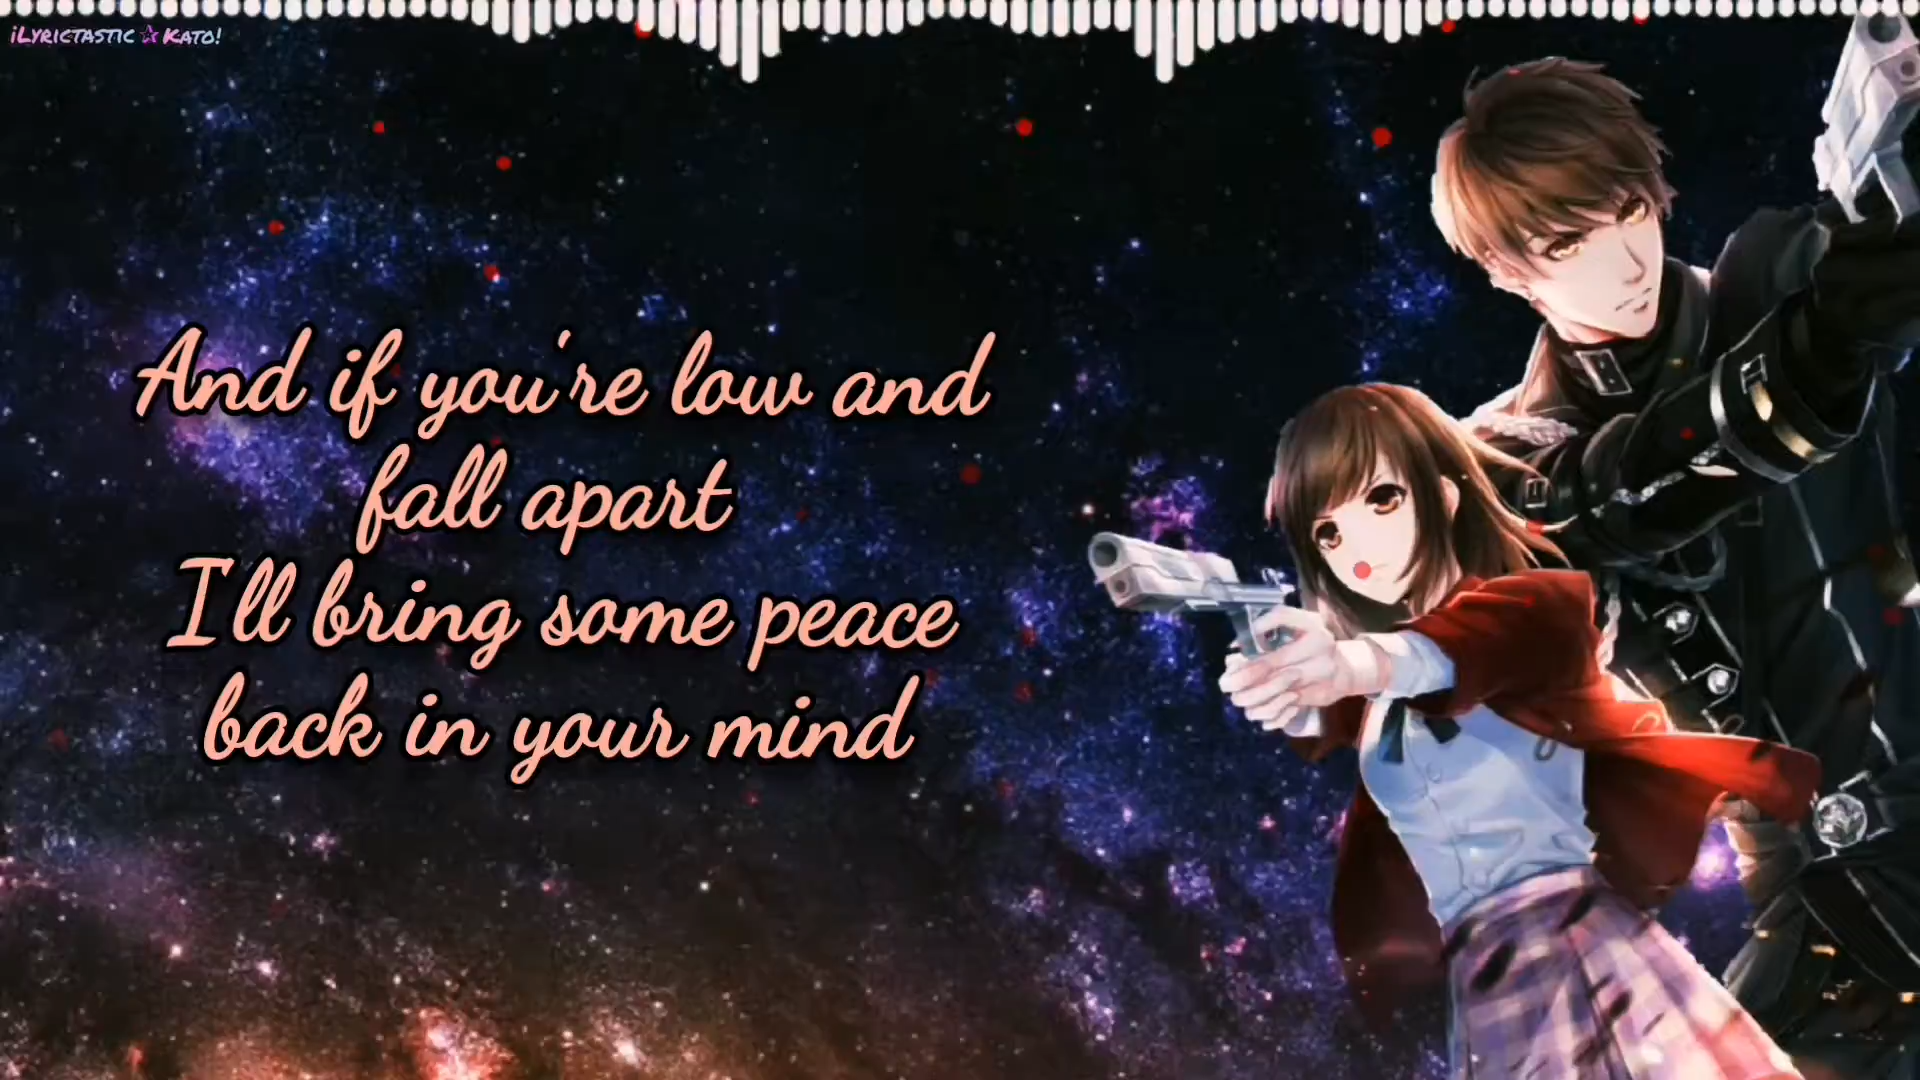 iLyrictastic☆Kato!
And if you're low and
fall apart
I'll bring some peace
back in your mind